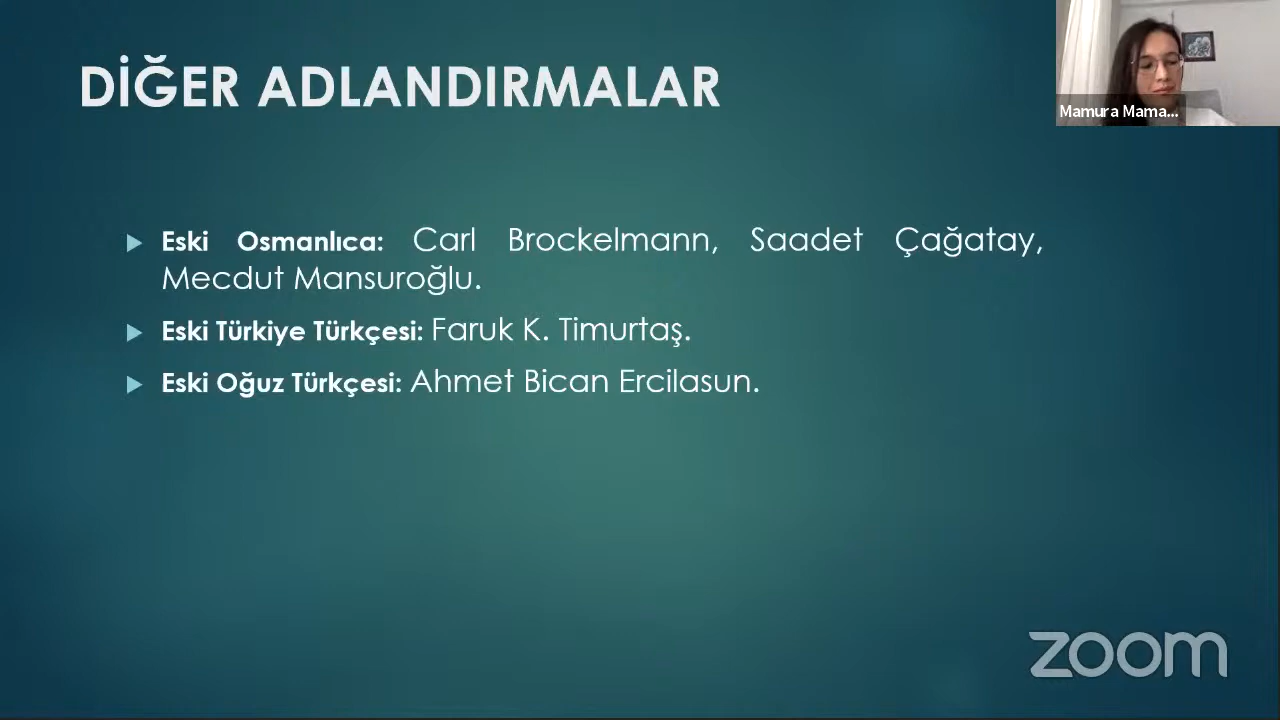 DİĞER ADLANDIRMALAR
Mamura Mama...
Eski Osmanlıca: Carl Brockelmann, Saadet Çağatay,
Mecdut Mansuroğlu.
Eski Türkiye Türkçesi: Faruk K. Timurtaş.
Eski Oğuz Türkçesi: Ahmet Bican Ercilasun.
zoom